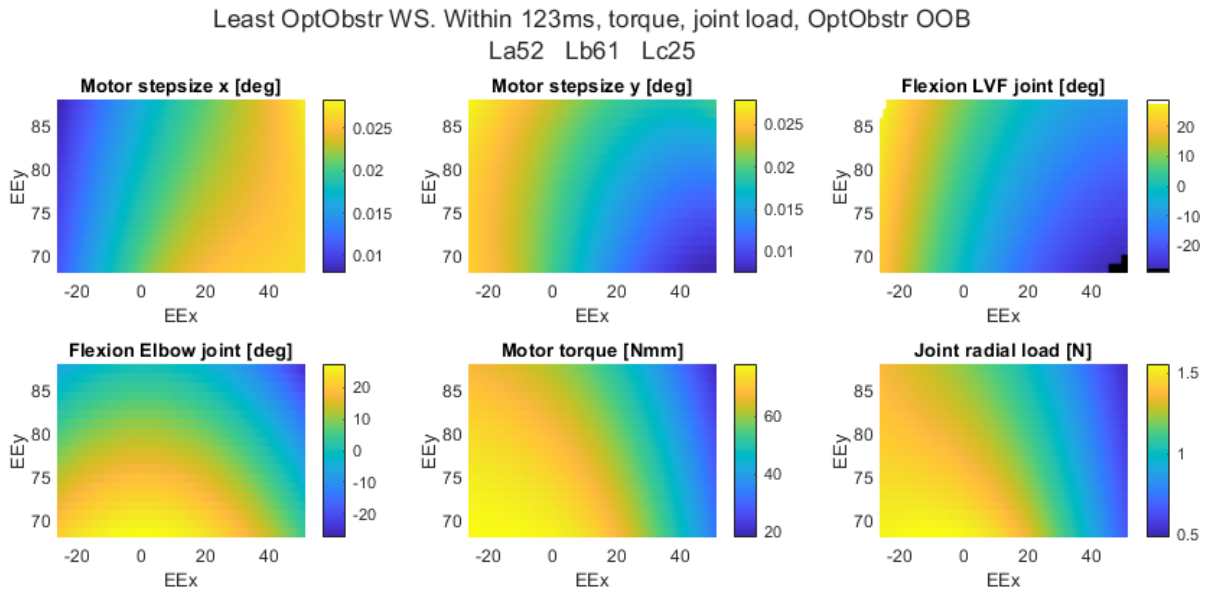 Least OptObstr WS. Within 123ms, torque, joint load, OptObstr OOB
La52 Lb61 Lc25
Motor stepsize x [deg]
85
80
75
70
EEy
-20 0 20 40
EEx
0.025
0.02
0.015
0.01
Motor stepsize y [deg]
85
80
75
70
EEy
-20 0 20 40
EEx
0.025
0.02
0.015
0.01
Flexion LVF joint [deg]
85
80
75
70
EEy
-20 0 20 40
EEx
20
10
0
-10
-20
Flexion Elbow joint [deg]
85
80
75
70
EEy
-20 0 20 40
EEx
20
10
0
-10
-20
Motor torque [Nmm]
85
80
75
70
EEy
-20 0 20 40
EEx
60
40
20
Joint radial load [N]
85
80
75
70
EEy
-20 0 20 40
EEx
1.5
1
0.5